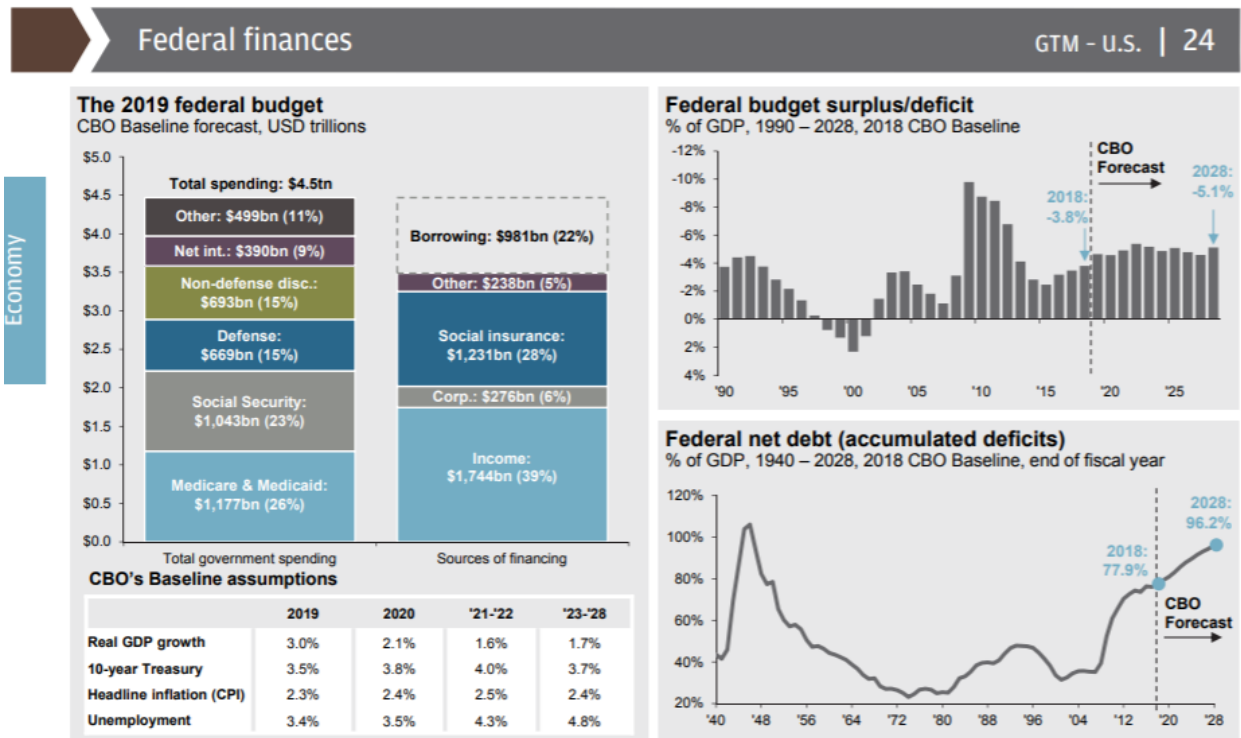 Federal finances
GTM – U.S. | 24
Economy
The 2019 federal budget
CBO Baseline forecast, USD trillions
$5.0
$4.5
$4.0
$3.5
$3.0
$2.5
$2.0
$1.5
$1.0
$0.5
$0.0
Total spending: $4.5tn
Other: $499bn (11%)
Net int.: $390bn (9%)
Non-defense disc.:
$693bn (15%)
Defense:
$669bn (15%)
Social Security:
$1,043bn (23%)
Medicare & Medicaid:
$1,177bn (26%)
Borrowing: $981bn (22%)
Other: $238bn (5%)
Social insurance:
$1,231bn (28%)
Corp.: $276bn (6%)
Income:
$1,744bn (39%)
Total government spending
Sources of financing
CBO's Baseline assumptions
2019 2020 '21-'22 '23-'28
Real GDP growth 3.0% 2.1% 1.6% 1.7%
10-year Treasury 3.5% 3.8% 4.0% 3.7%
Headline inflation (CPI) 2.3% 2.4% 2.5% 2.4%
Unemployment 3.4% 3.5% 4.3% 4.8%
Federal budget surplus/deficit
% of GDP, 1990 – 2028, 2018 CBO Baseline
-12%
-10%
-8%
-6%
-4%
-2%
0%
2%
4%
CBO
Forecast
2018:
-3.8%
2028:
-5.1%
'90 '95 '00 '05 '10 '15 '20 '25
Federal net debt (accumulated deficits)
% of GDP, 1940 – 2028, 2018 CBO Baseline, end of fiscal year
120%
100%
80%
60%
40%
20%
2018:
77.9%
2028:
96.2%
CBO
Forecast
'40 '48 '56 '64 '72 '80 '88 '96 '04 '12 '20 '28